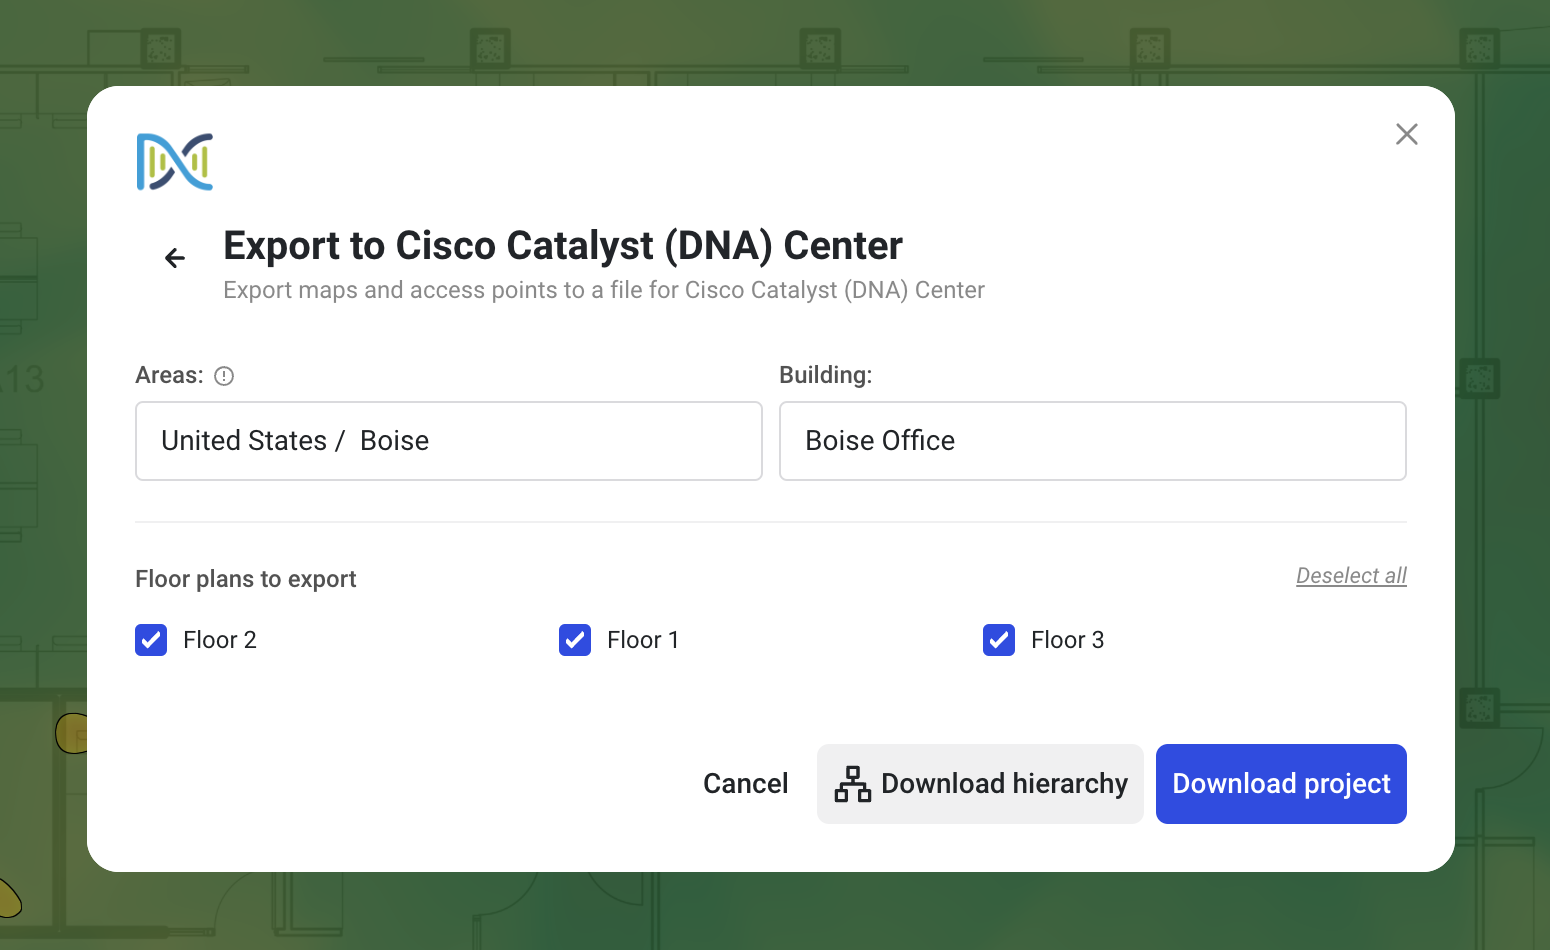 Export to Cisco Catalyst (DNA) Center
Export maps and access points to a file for Cisco Catalyst (DNA) Center
Areas:
Building:
United States /  Boise
Boise Office
Floor plans to export
Deselect all
Floor 2
Floor 1
Floor 3
Cancel
Download hierarchy
Download project